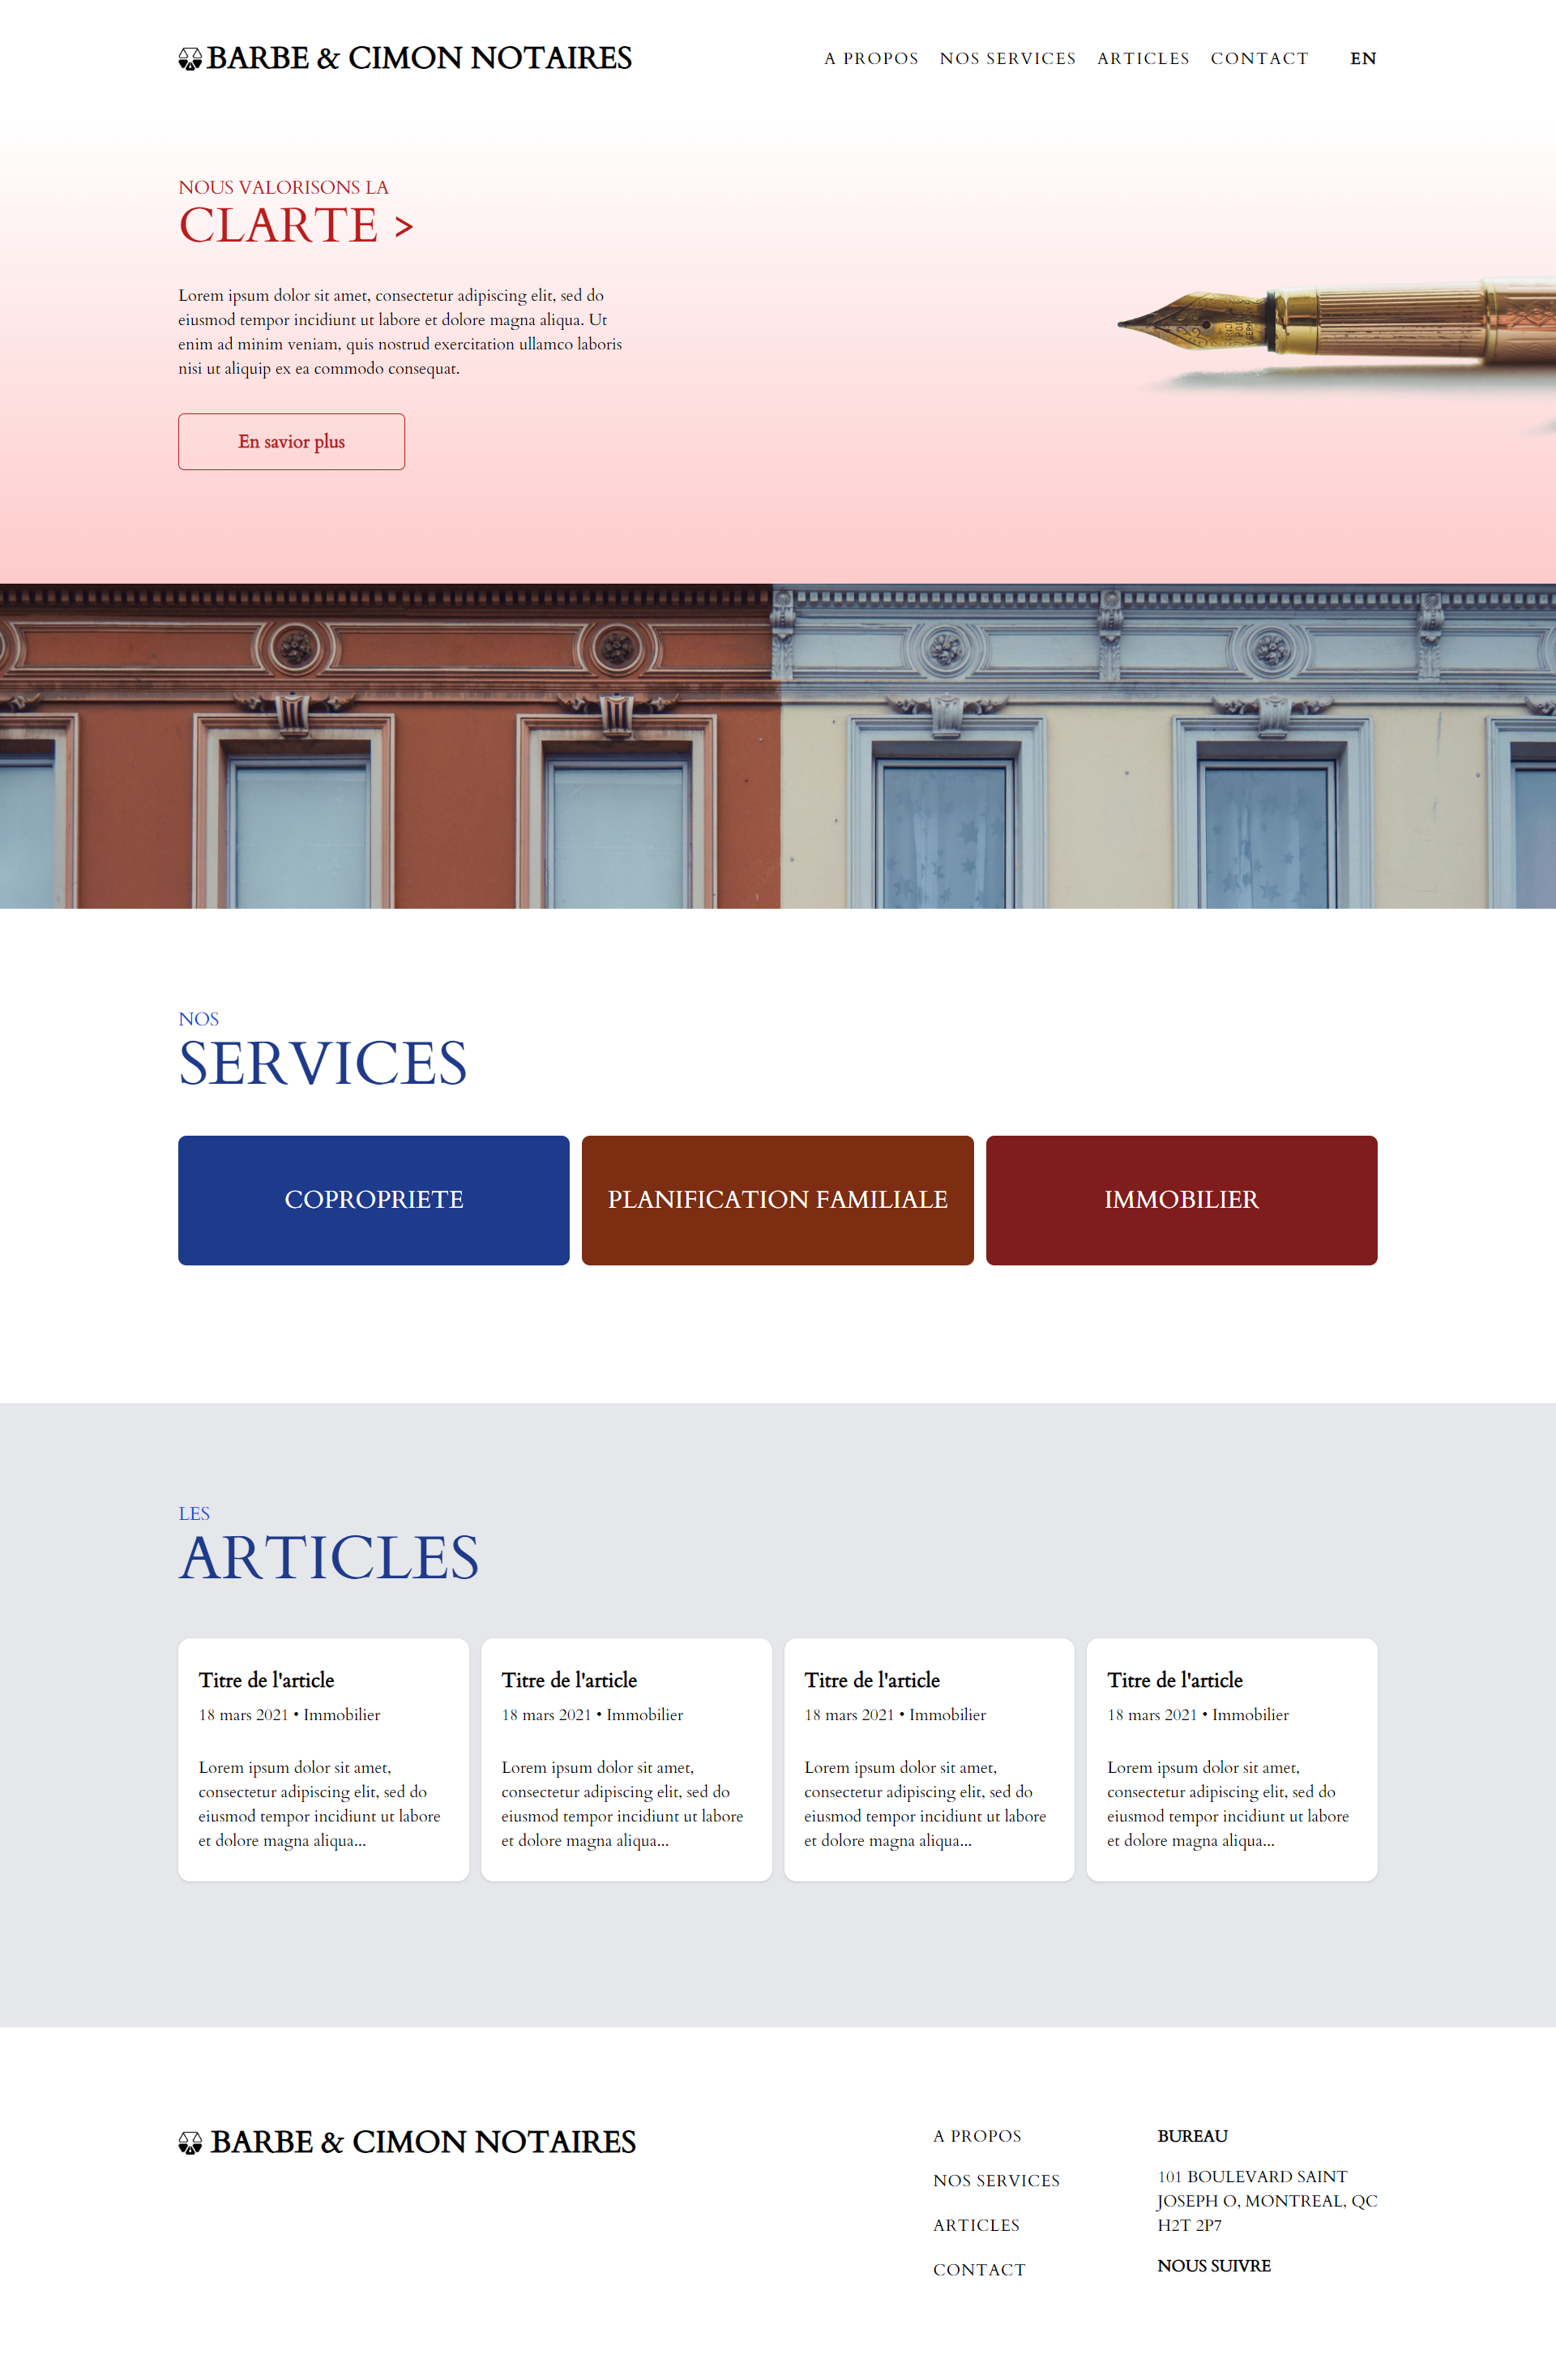 BARBE & CIMON NOTAIRES
A PROPOS NOS SERVICES ARTICLES CONTACT EN
NOUS VALORISONS LA
CLARTE >
Lorem ipsum dolor sit amet, consectetur adipiscing elit, sed do
eiusmod tempor incidiunt ut labore et dolore magna aliqua. Ut
enim ad minim veniam, quis nostrud exercitation ullamco laboris
nisi ut aliquip ex ea commodo consequat.
En savior plus
NOS
SERVICES
COPROPRIETE
PLANIFICATION FAMILIALE
IMMOBILIER
LES
ARTICLES
Titre de l'article
18 mars 2021 • Immobilier
Lorem ipsum dolor sit amet,
consectetur adipiscing elit, sed do
eiusmod tempor incidiunt ut labore
et dolore magna aliqua...
Titre de l'article
18 mars 2021 • Immobilier
Lorem ipsum dolor sit amet,
consectetur adipiscing elit, sed do
eiusmod tempor incidiunt ut labore
et dolore magna aliqua...
Titre de l'article
18 mars 2021 • Immobilier
Lorem ipsum dolor sit amet,
consectetur adipiscing elit, sed do
eiusmod tempor incidiunt ut labore
et dolore magna aliqua...
Titre de l'article
18 mars 2021 • Immobilier
Lorem ipsum dolor sit amet,
consectetur adipiscing elit, sed do
eiusmod tempor incidiunt ut labore
et dolore magna aliqua...
BARBE & CIMON NOTAIRES
A PROPOS
NOS SERVICES
ARTICLES
CONTACT
BUREAU
101 BOULEVARD SAINT
JOSEPH O, MONTREAL, QC
H2T 2P7
NOUS SUIVRE